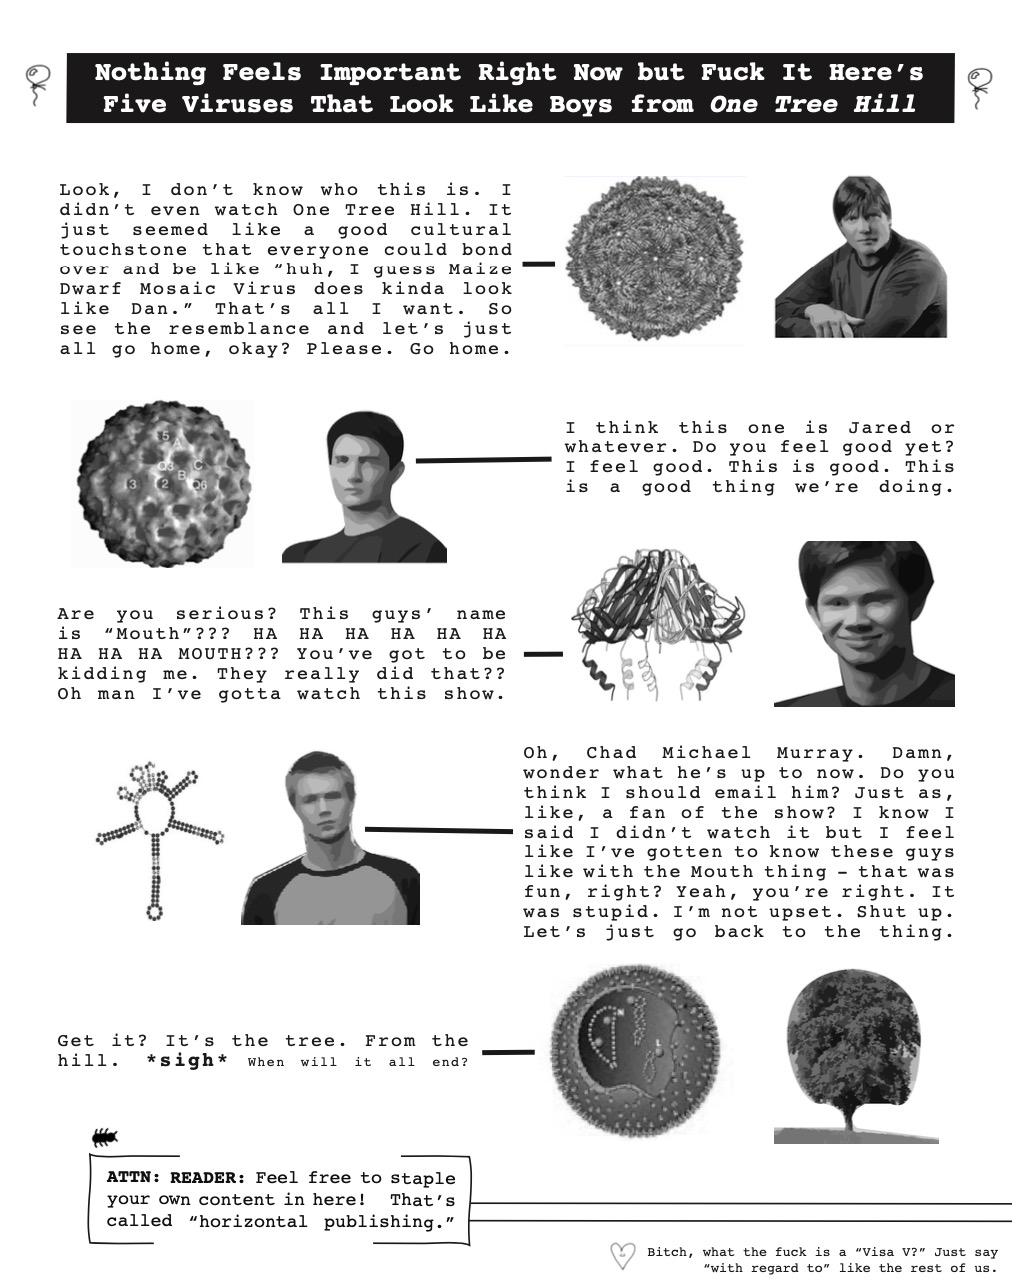 Nothing Feels Important Right Now but Fuck It Here's
Five Viruses That Look Like Boys from One Tree Hill
Look, I don't know who this is. I
didn't even watch One Tree Hill. It
just seemed like a good cultural
touchstone that everyone could bond
over and be like "huh, I guess Maize
Dwarf Mosaic Virus does kinda look
like Dan." That's all I want. So
see the resemblance and let's just
all go home, okay? Please. Go home.
5
A
Q3
C
B
3
2
Q6
I think this one is Jared or
whatever. Do you feel good yet?
I feel good. This is good. This
is a good thing we're doing.
Are you serious? This guys' name
is "Mouth"??? HA HA HA HA HA HA
HA HA HA MOUTH??? You've got to be
kidding me. They really did that??
Oh man I've gotta watch this show.
Oh, Chad Michael Murray. Damn,
wonder what he's up to now. Do you
think I should email him? Just as,
like, a fan of the show? I know I
said I didn't watch it but I feel
like I've gotten to know these guys
like with the Mouth thing – that was
fun, right? Yeah, you're right. It
was stupid. I'm not upset. Shut up.
Let's just go back to the thing.
Get it? It's the tree. From the
hill. *sigh* When will it all end?
ATTN: READER: Feel free to staple
your own content in here! That's
called "horizontal publishing."
Bitch, what the fuck is a "Visa V?" Just say
"with regard to" like the rest of us.